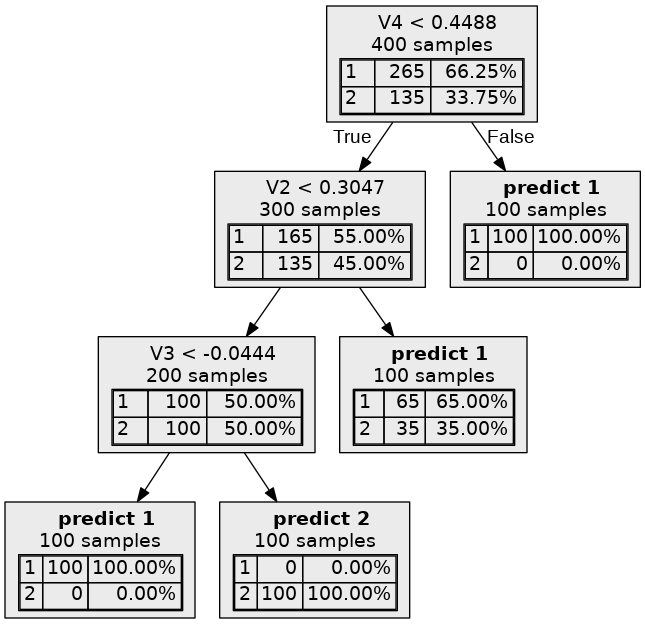 V4 < 0.4488
400 samples
1 265 66.25%
2 135 33.75%
True
False
V2 < 0.3047
300 samples
1 165 55.00%
2 135 45.00%
predict 1
100 samples
1 100 100.00%
2 0 0.00%
V3 < -0.0444
200 samples
1 100 50.00%
2 100 50.00%
predict 1
100 samples
1 65 65.00%
2 35 35.00%
predict 1
100 samples
1 100 100.00%
2 0 0.00%
predict 2
100 samples
1 0 0.00%
2 100 100.00%